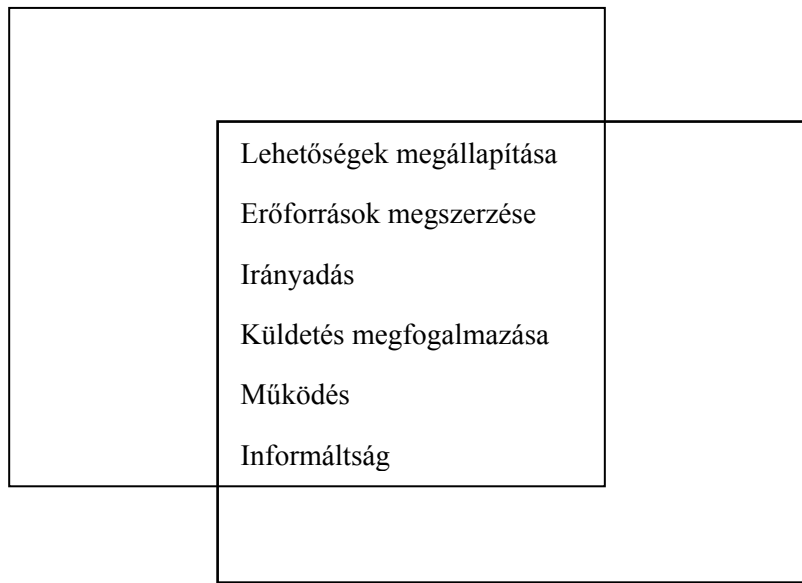 Lehetőségek megállapítása
Erőforrások megszerzése
Irányadás
Küldetés megfogalmazása
Működés
Informáltság